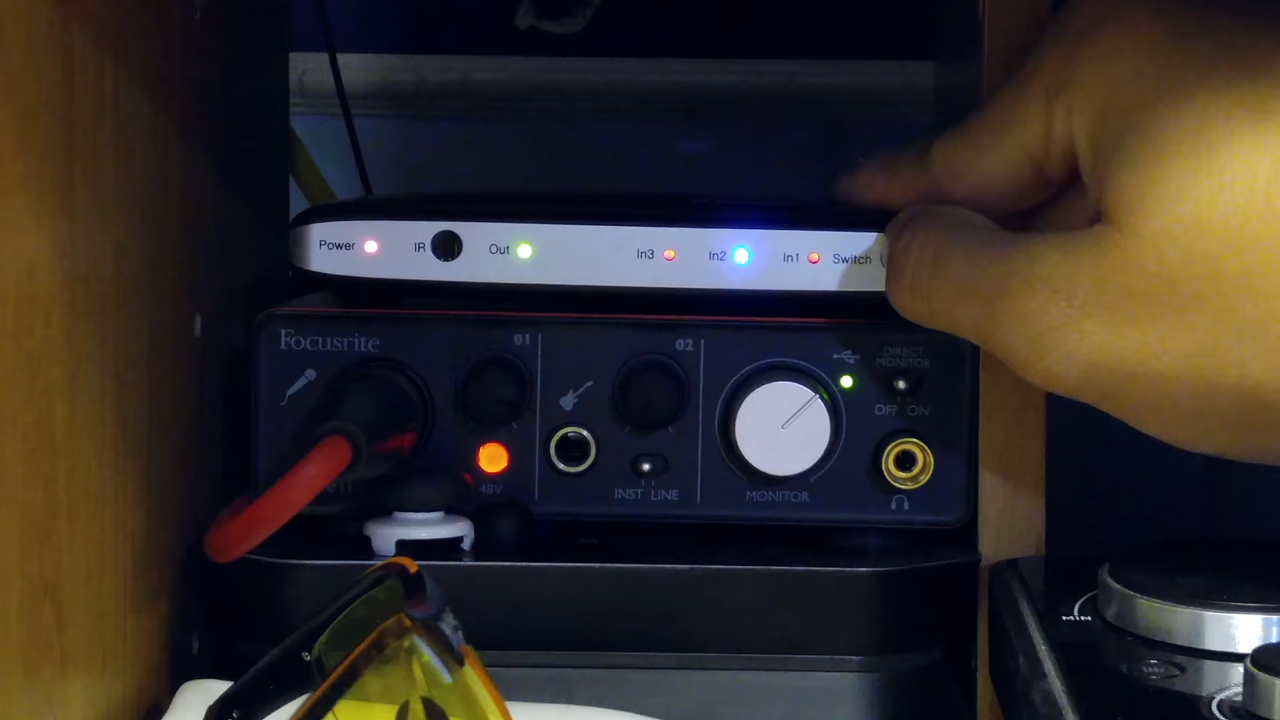 Power IR Out In3 In2 In1 Switch
Focusrite 01 02
DIRECT
MONITOR
OFF ON
48V
INST LINE
MONITOR
MIN